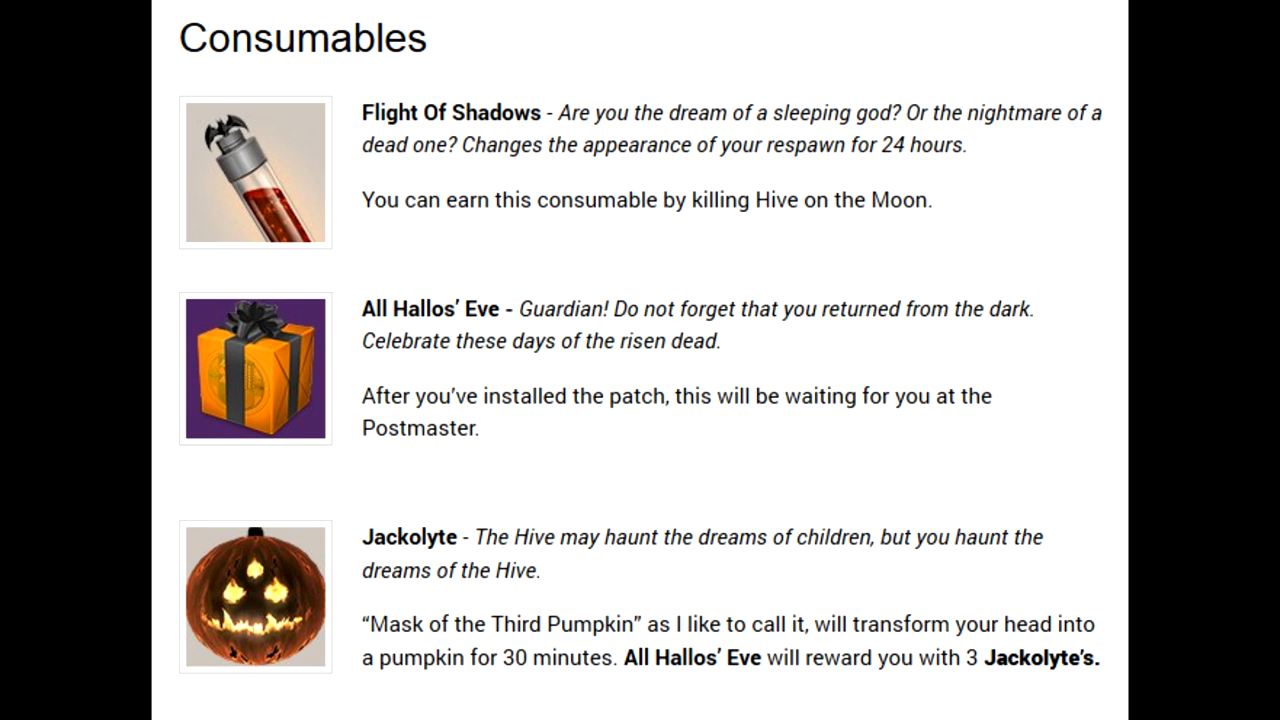 Consumables
Flight Of Shadows - Are you the dream of a sleeping god? Or the nightmare of a
dead one? Changes the appearance of your respawn for 24 hours.
You can earn this consumable by killing Hive on the Moon.
All Hallos’ Eve - Guardian! Do not forget that you returned from the dark.
Celebrate these days of the risen dead.
After you’ve installed the patch, this will be waiting for you at the
Postmaster.
Jackolyte - The Hive may haunt the dreams of children, but you haunt the
dreams of the Hive.
“Mask of the Third Pumpkin” as I like to call it, will transform your head into
a pumpkin for 30 minutes. All Hallos’ Eve will reward you with 3 Jackolyte’s.